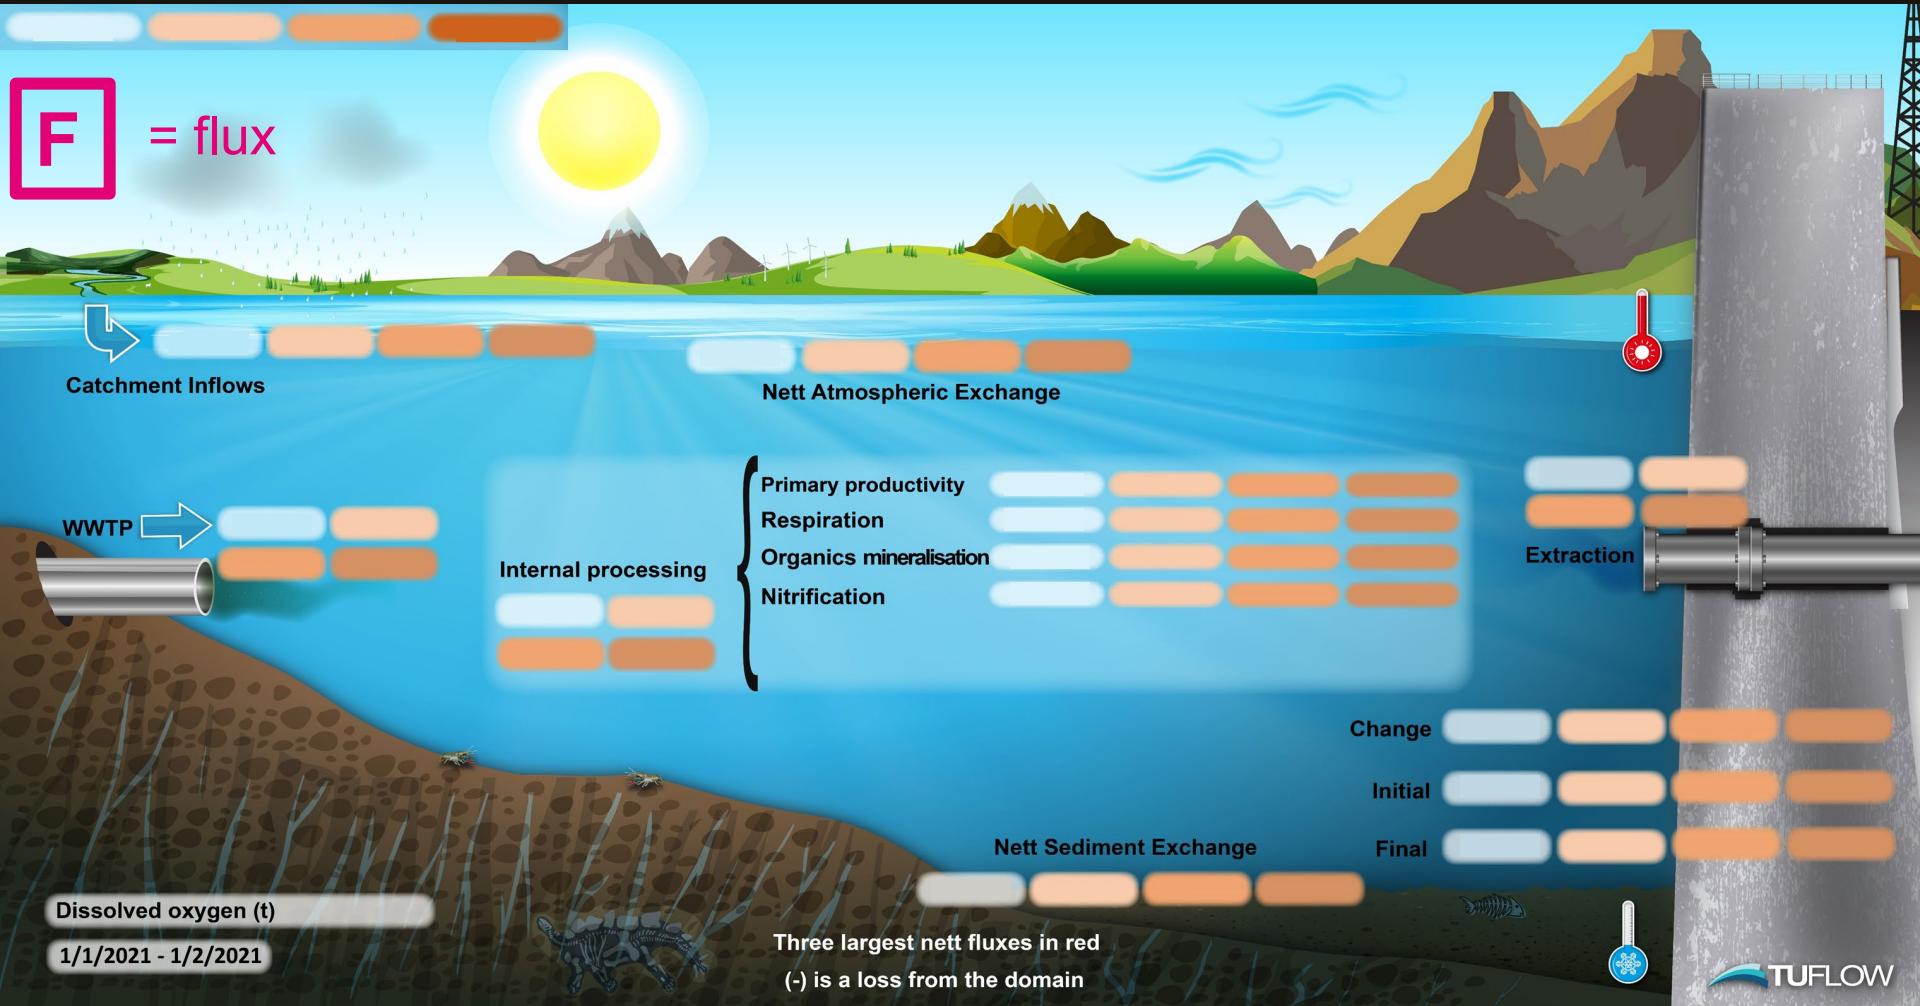 F = flux
Catchment Inflows
Nett Atmospheric Exchange
Primary productivity
Respiration
Organics mineralisation
Nitrification
WWTP
Internal processing
Extraction
Change
Initial
Final
Nett Sediment Exchange
Dissolved oxygen (t)
1/1/2021 - 1/2/2021
Three largest nett fluxes in red
(-) is a loss from the domain
TUFLOW